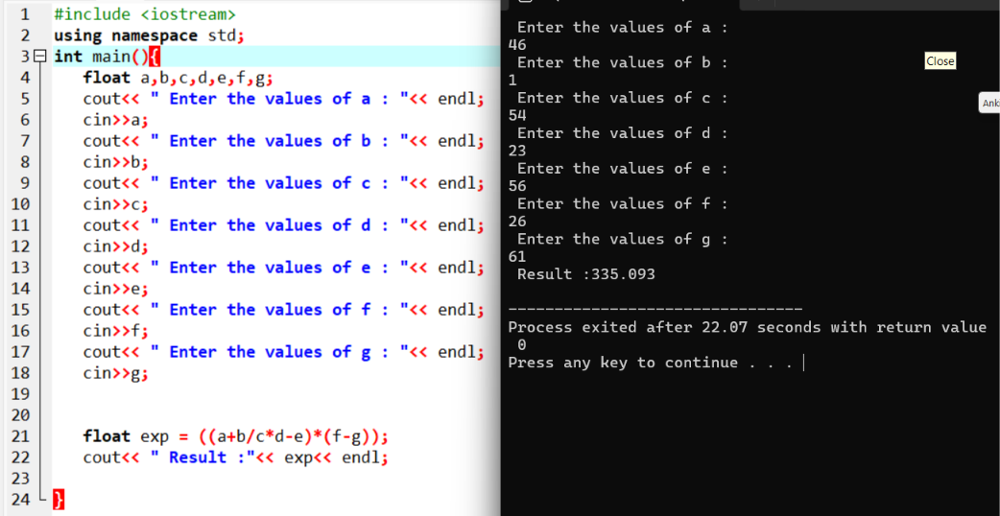 1 #include <iostream>
2 using namespace std;
3 int main(){
4 float a,b,c,d,e,f,g;
5 cout<< " Enter the values of a : "<< endl;
6 cin>>a;
7 cout<< " Enter the values of b : "<< endl;
8 cin>>b;
9 cout<< " Enter the values of c : "<< endl;
10 cin>>c;
11 cout<< " Enter the values of d : "<< endl;
12 cin>>d;
13 cout<< " Enter the values of e : "<< endl;
14 cin>>e;
15 cout<< " Enter the values of f : "<< endl;
16 cin>>f;
17 cout<< " Enter the values of g : "<< endl;
18 cin>>g;
19
20
21 float exp = ((a+b/c*d-e)*(f-g));
22 cout<< " Result :"<< exp<< endl;
23
24 }
Enter the values of a :
46
Enter the values of b :
1
Enter the values of c :
54
Enter the values of d :
23
Enter the values of e :
56
Enter the values of f :
26
Enter the values of g :
61
Result :335.093
--------------------------------
Process exited after 22.07 seconds with return value
0
Press any key to continue . . .
Close